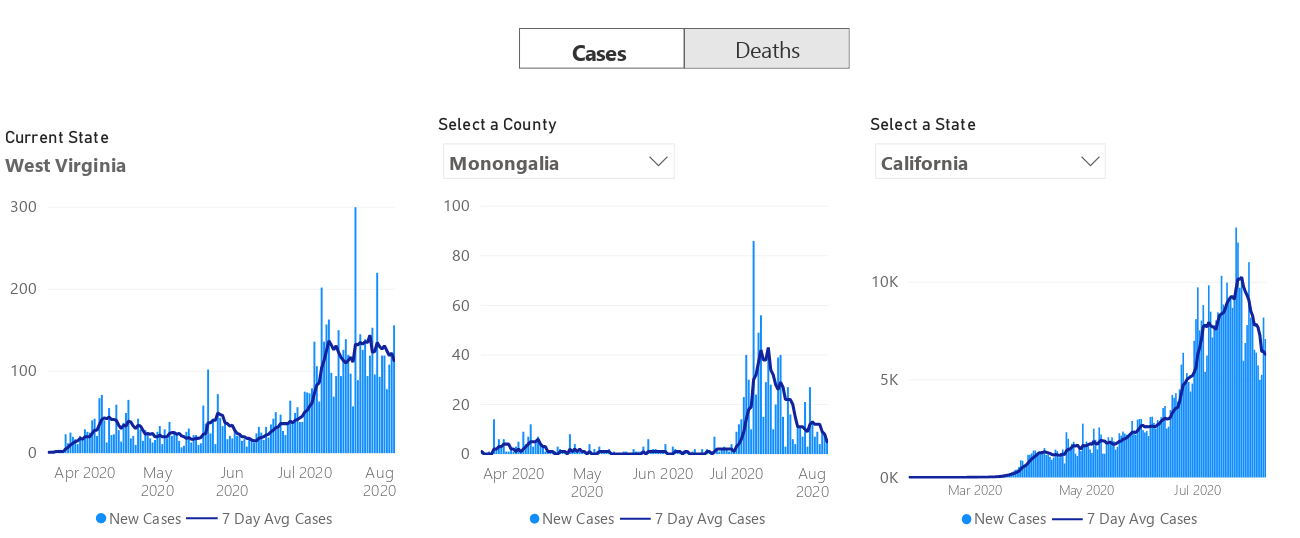 Cases
Deaths
Current State
West Virginia
300
200
100
0
Apr 2020
May 2020
Jun 2020
Jul 2020
Aug 2020
New Cases
7 Day Avg Cases
Select a County
Monongalia
100
80
60
40
20
0
Apr 2020
May 2020
Jun 2020
Jul 2020
Aug 2020
New Cases
7 Day Avg Cases
Select a State
California
10K
5K
0K
Mar 2020
May 2020
Jul 2020
New Cases
7 Day Avg Cases